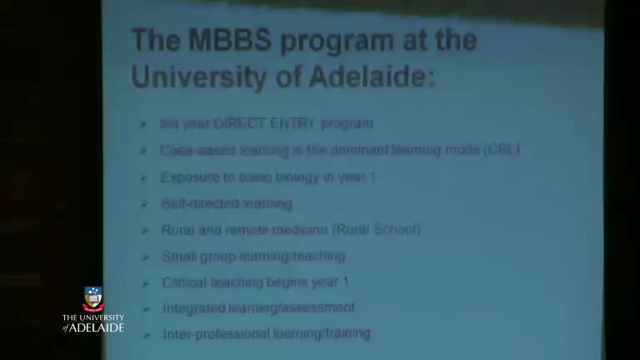 The MBBS program at the
University of Adelaide:
Six year DIRECT ENTRY program
Case-based learning is the dominant learning mode (CBL)
Exposure to basic biology in year 1
Self-directed learning
Rural and remote medicine (Rural School)
Small group learning/teaching
Clinical teaching begins year 1
Integrated learning/assessment
Inter-professional learning/training
THE UNIVERSITY
of ADELAIDE